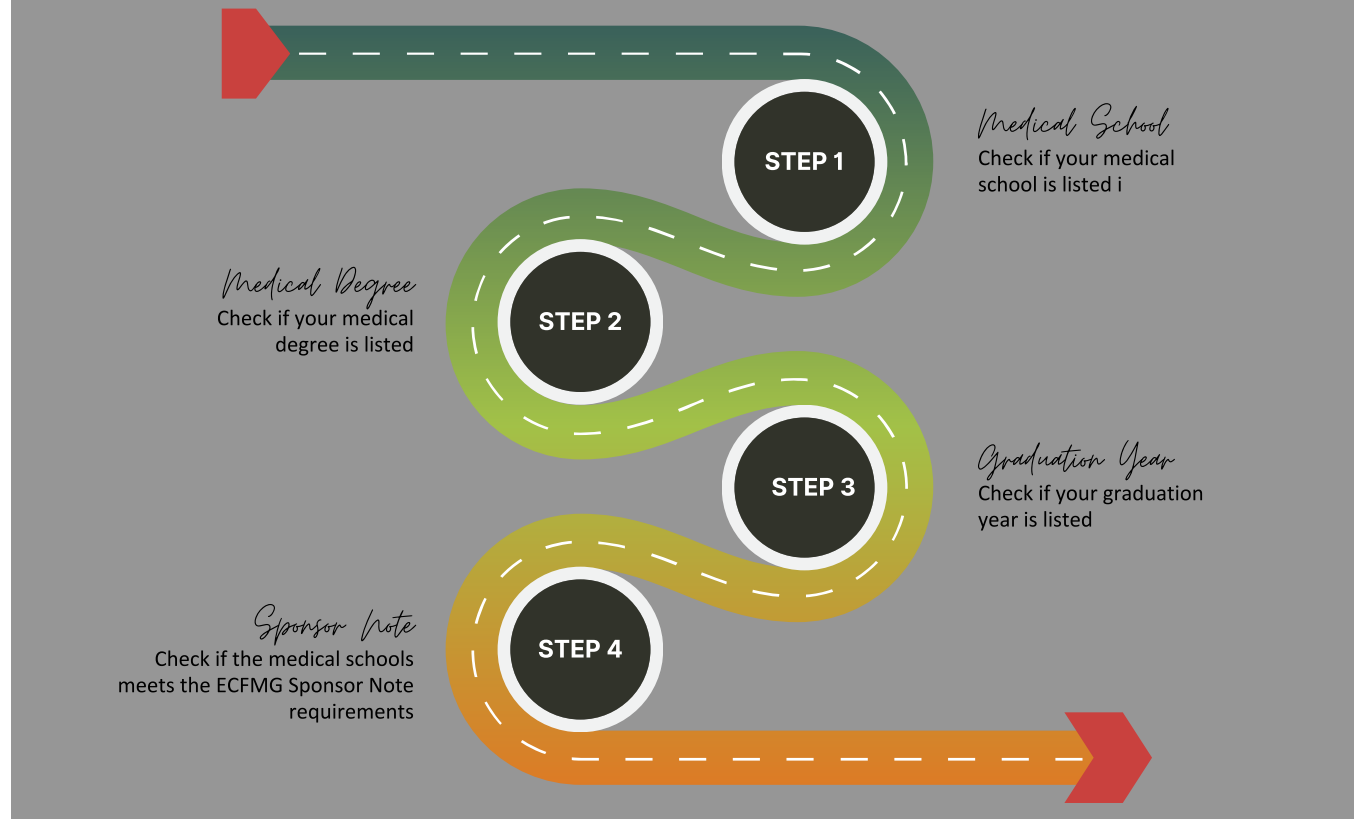 STEP 1
Medical School
Check if your medical
school is listed i
STEP 2
Medical Degree
Check if your medical
degree is listed
STEP 3
Graduation Year
Check if your graduation
year is listed
STEP 4
Sponsor Note
Check if the medical schools
meets the ECFMG Sponsor Note
requirements